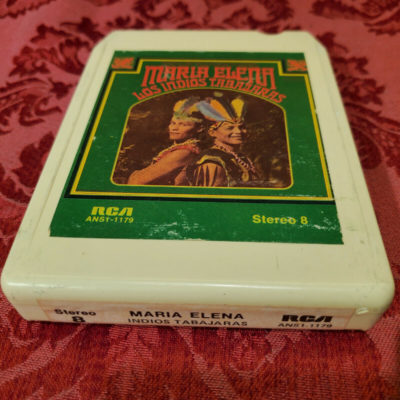 MARIA ELENA
LOS INDIOS TABAJARAS
RCA
ANS1-1179
Stereo 8
Stereo
8
MARIA ELENA
INDIOS TABAJARAS
RCA
ANS1-1179